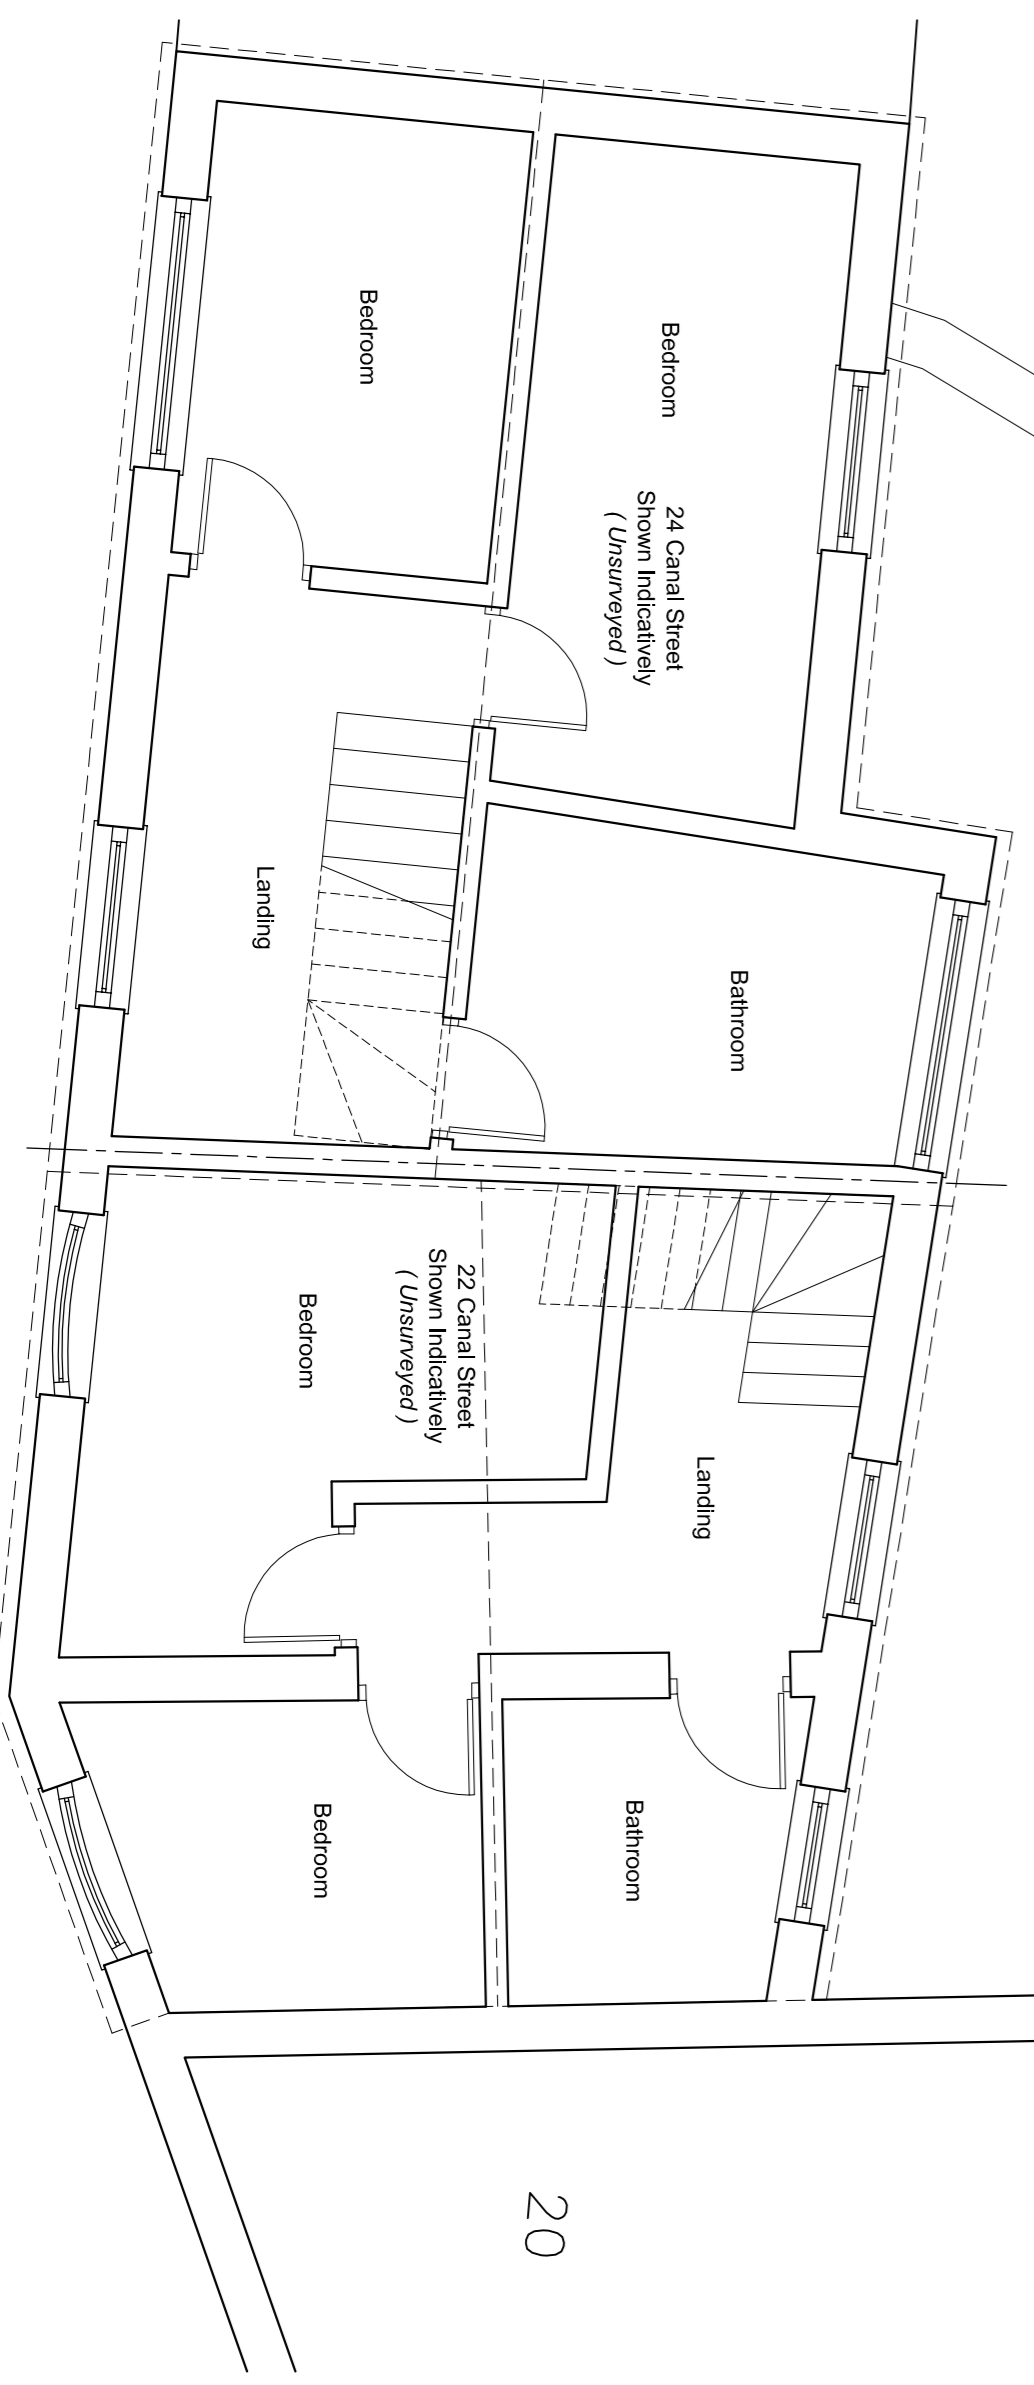 Bedroom
Bedroom
24 Canal Street
Shown Indicatively
( Unsurveyed )
Bathroom
Landing
22 Canal Street
Shown Indicatively
( Unsurveyed )
Bedroom
Landing
Bathroom
Bedroom
20